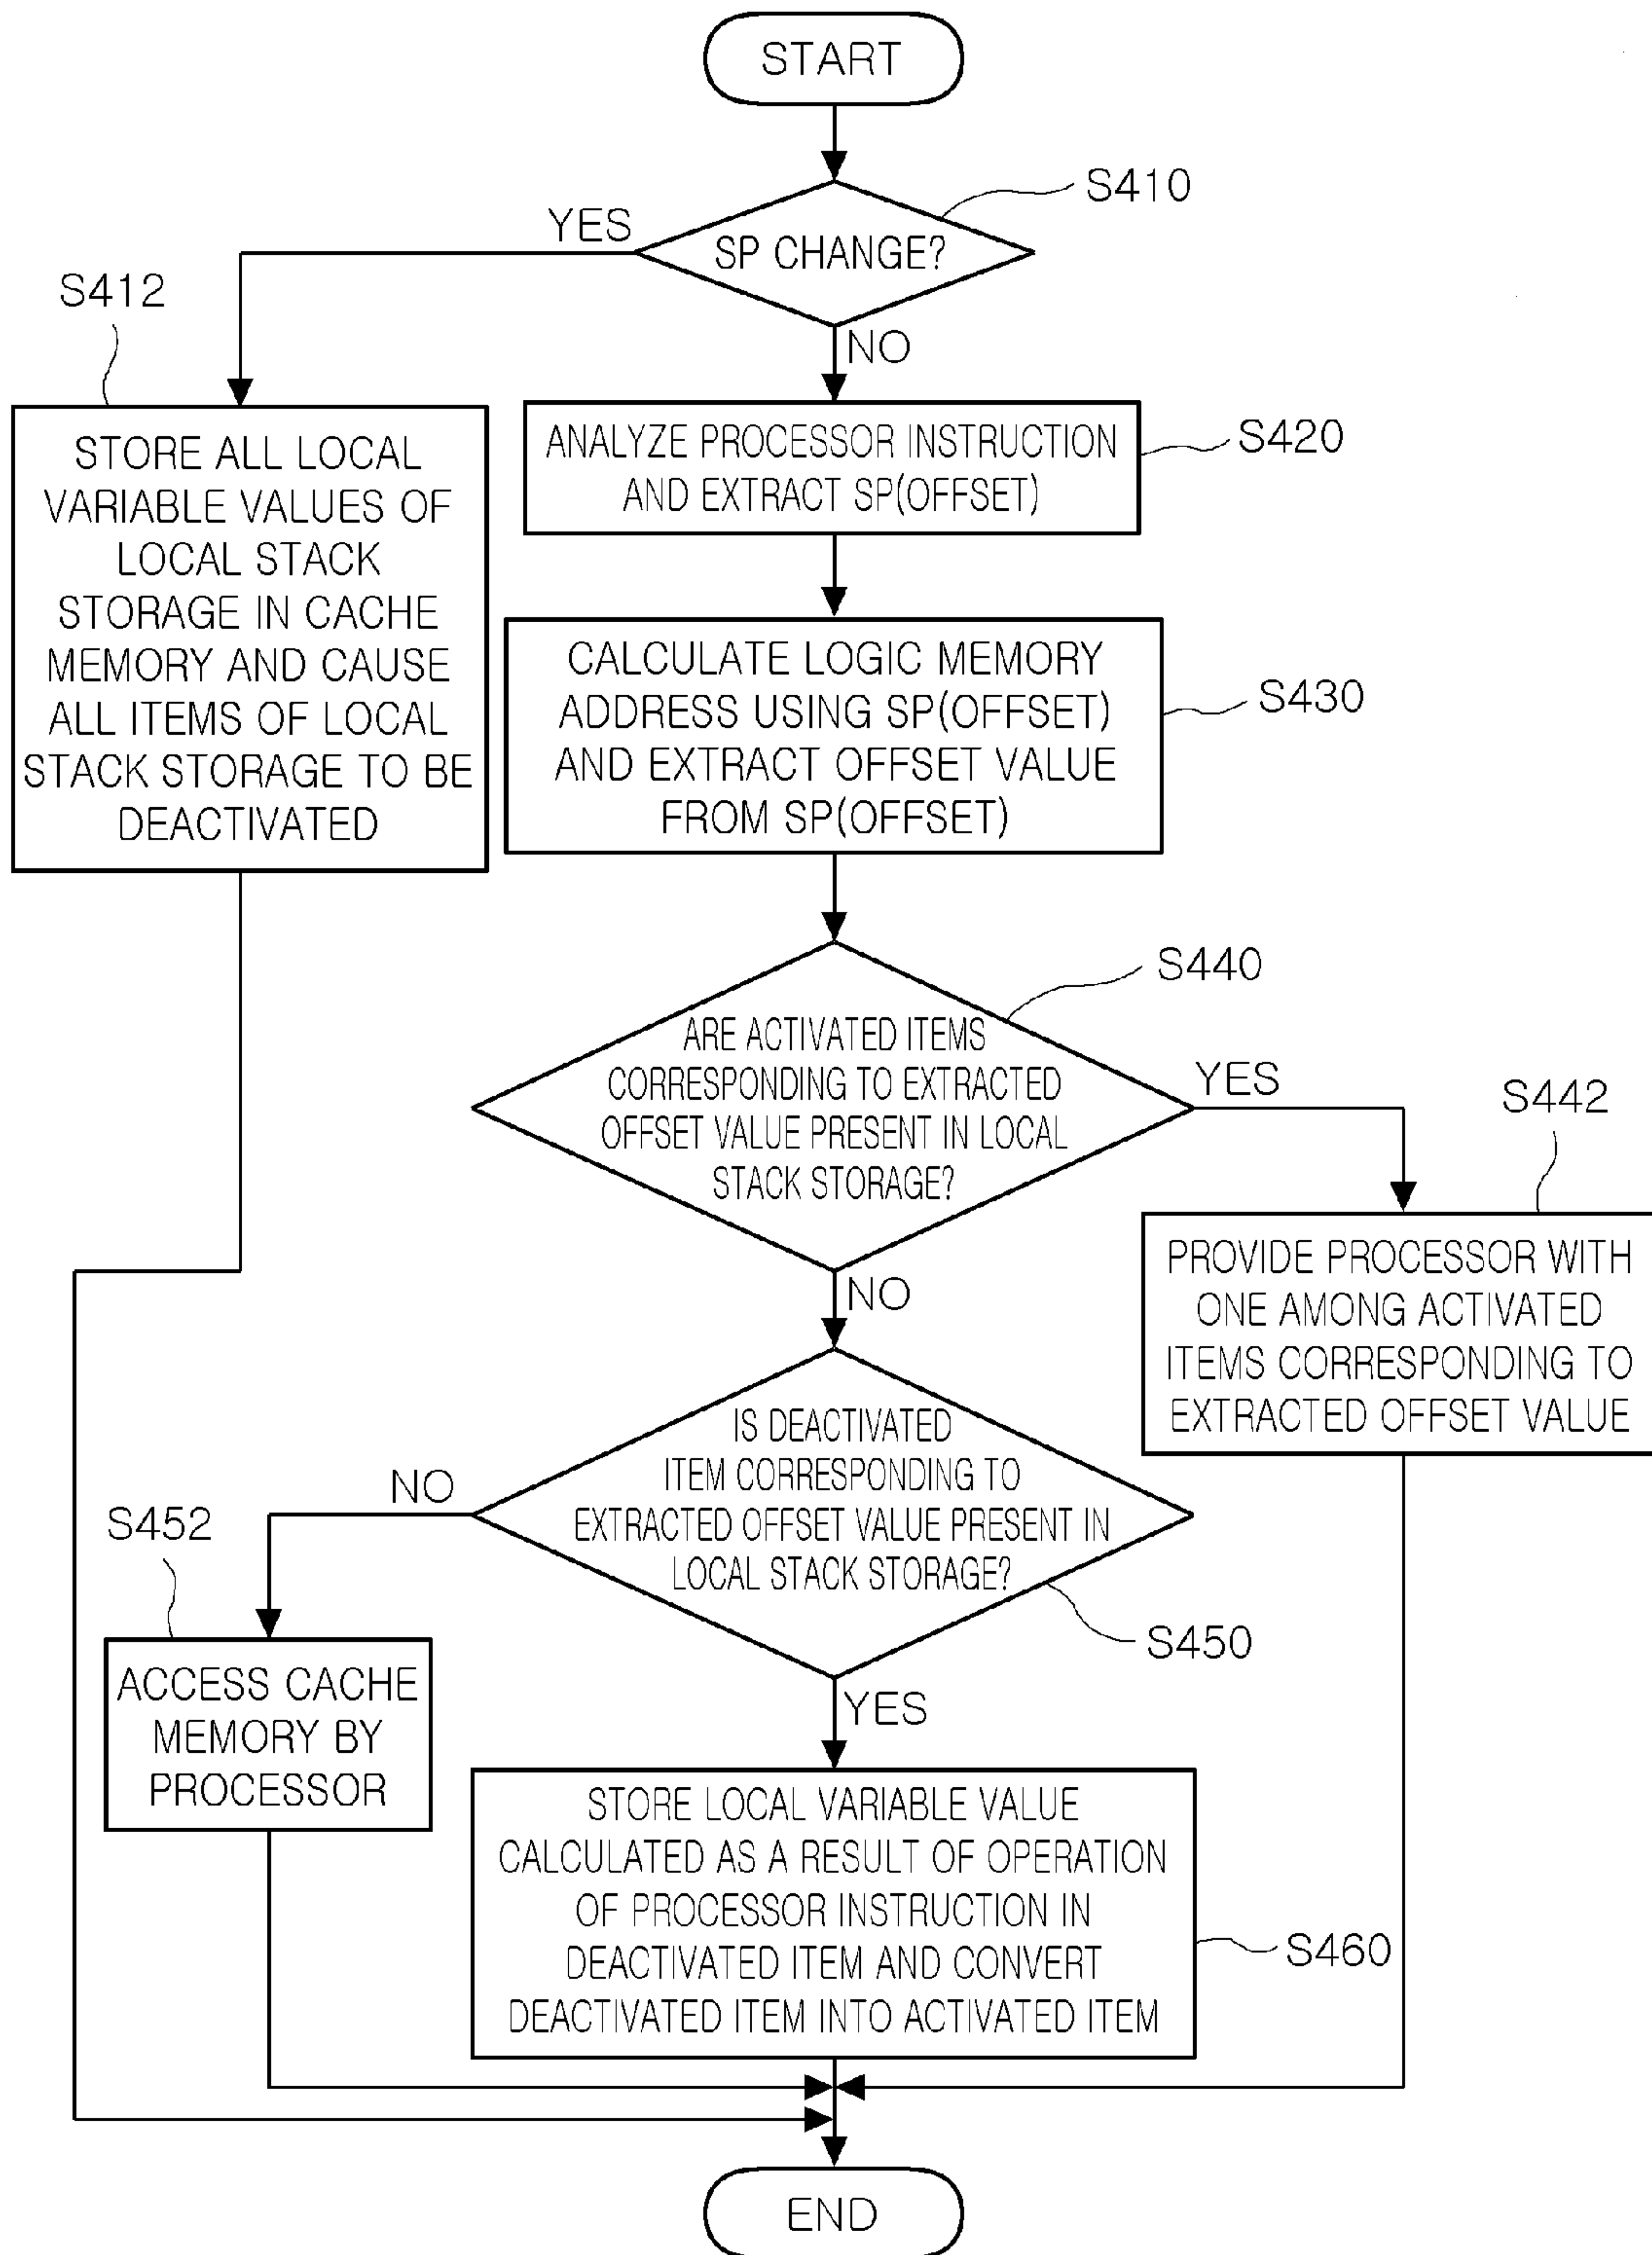 START
S410
YES
SP CHANGE?
S412
NO
STORE ALL LOCAL
VARIABLE VALUES OF
LOCAL STACK
STORAGE IN CACHE
MEMORY AND CAUSE
ALL ITEMS OF LOCAL
STACK STORAGE TO BE
DEACTIVATED
ANALYZE PROCESSOR INSTRUCTION
AND EXTRACT SP(OFFSET)
S420
CALCULATE LOGIC MEMORY
ADDRESS USING SP(OFFSET)
AND EXTRACT OFFSET VALUE
FROM SP(OFFSET)
S430
S440
ARE ACTIVATED ITEMS
CORRESPONDING TO EXTRACTED
OFFSET VALUE PRESENT IN LOCAL
STACK STORAGE?
YES
S442
NO
PROVIDE PROCESSOR WITH
ONE AMONG ACTIVATED
ITEMS CORRESPONDING TO
EXTRACTED OFFSET VALUE
IS DEACTIVATED
ITEM CORRESPONDING TO
EXTRACTED OFFSET VALUE PRESENT IN
LOCAL STACK STORAGE?
NO
S452
S450
YES
ACCESS CACHE
MEMORY BY
PROCESSOR
STORE LOCAL VARIABLE VALUE
CALCULATED AS A RESULT OF OPERATION
OF PROCESSOR INSTRUCTION IN
DEACTIVATED ITEM AND CONVERT
DEACTIVATED ITEM INTO ACTIVATED ITEM
S460
END